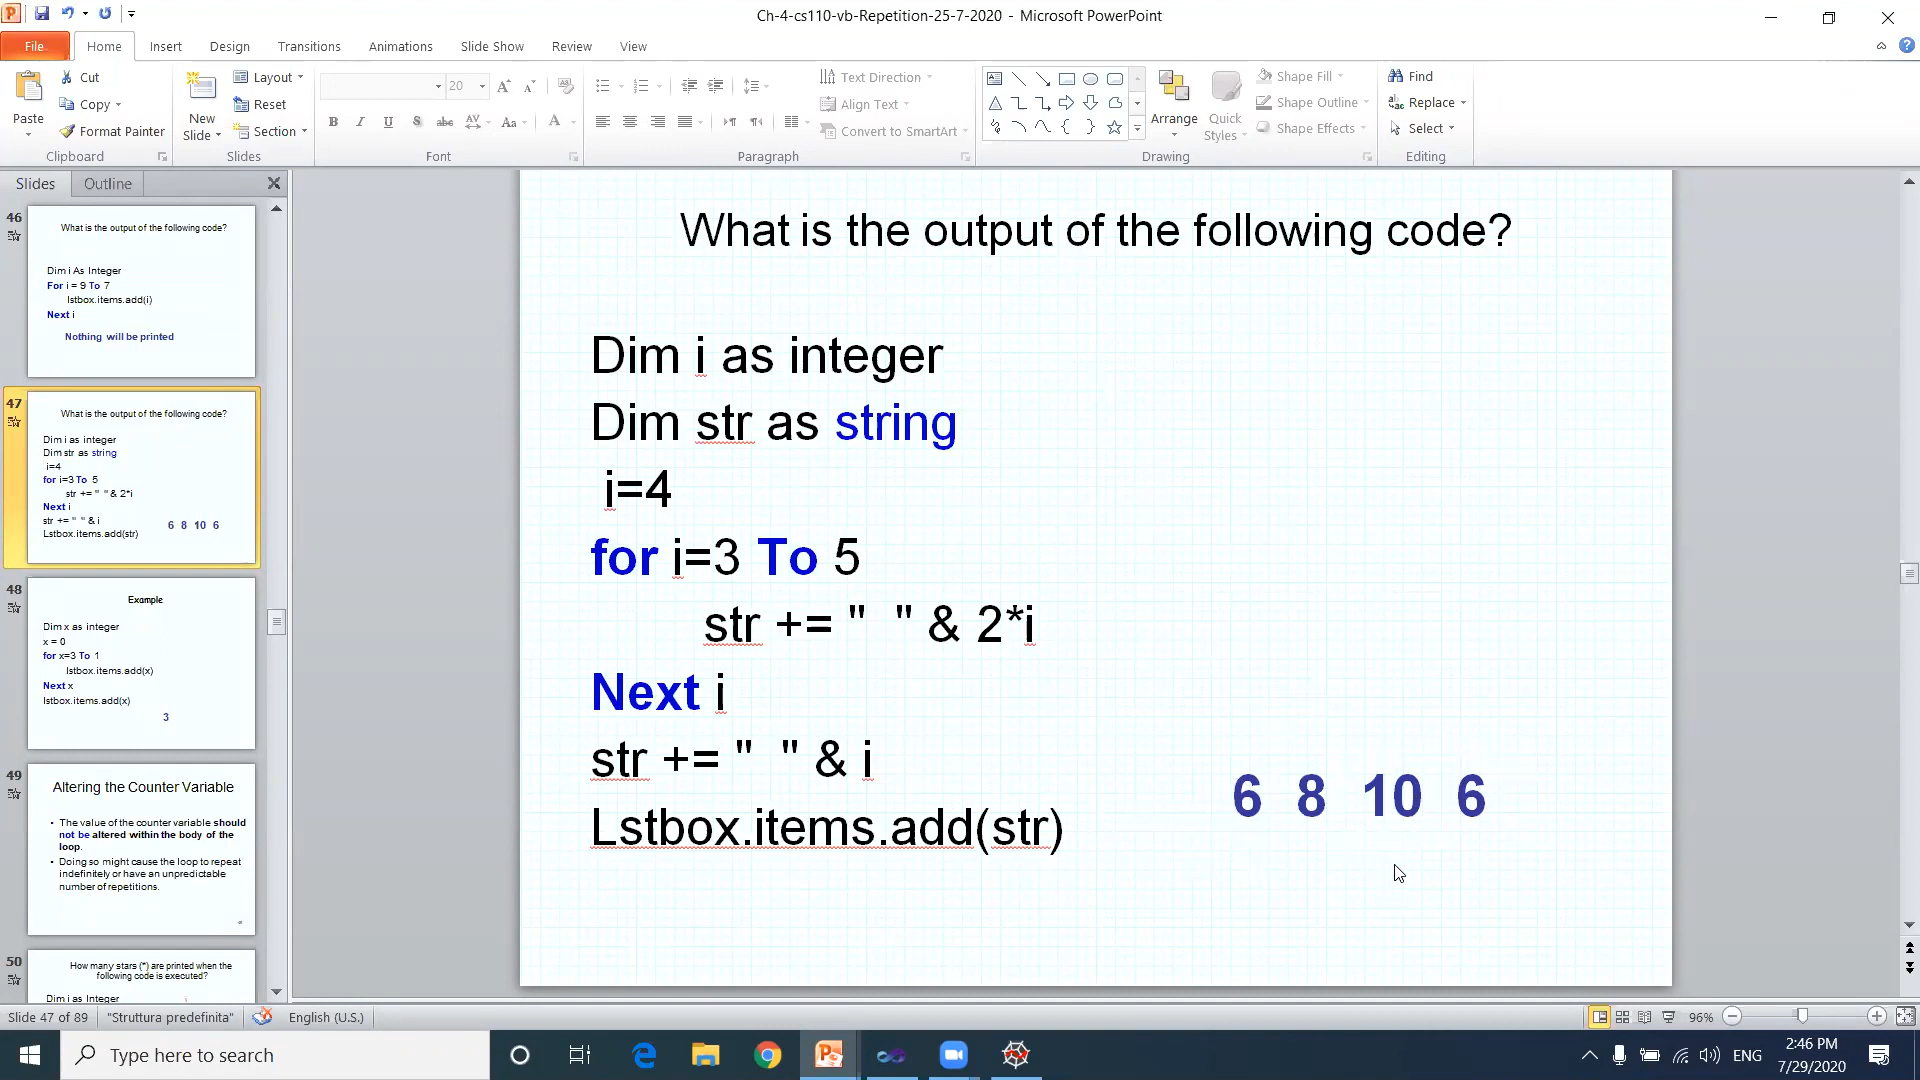 Ch-4-cs110-vb-Repetition-25-7-2020 - Microsoft PowerPoint
File Home Insert Design Transitions Animations Slide Show Review View
Paste
Cut
Copy
Format Painter
Clipboard
New Slide
Layout
Reset
Section
Slides
20
B I U S abc AV Aa A
Font
Text Direction
Align Text
Convert to SmartArt
Paragraph
Arrange
Quick Styles
Shape Fill
Shape Outline
Shape Effects
Drawing
Find
Replace
Select
Editing
Slides Outline
46
What is the output of the following code?
Dim i As Integer
For i = 9 To 7
lstbox.items.add(i)
Next i
Nothing will be printed
47
What is the output of the following code?
Dim i as integer
Dim str as string
i=4
for i=3 To 5
str += "  " & 2*i
Next i
str += "  " & i
Lstbox.items.add(str)
6 8 10 6
48
Example
Dim x as integer
x = 0
for x=3 To 1
lstbox.items.add(x)
Next x
lstbox.items.add(x)
3
49
Altering the Counter Variable
• The value of the counter variable should
not be altered within the body of the
loop.
• Doing so might cause the loop to repeat
indefinitely or have an unpredictable
number of repetitions.
50
How many stars (*) are printed when the
following code is executed?
Dim i as Integer
What is the output of the following code?
Dim i as integer
Dim str as string
i=4
for i=3 To 5
str += "  " & 2*i
Next i
str += "  " & i
Lstbox.items.add(str)
6 8 10 6
Slide 47 of 89 "Struttura predefinita" English (U.S.) 96%
Type here to search
ENG
2:46 PM
7/29/2020